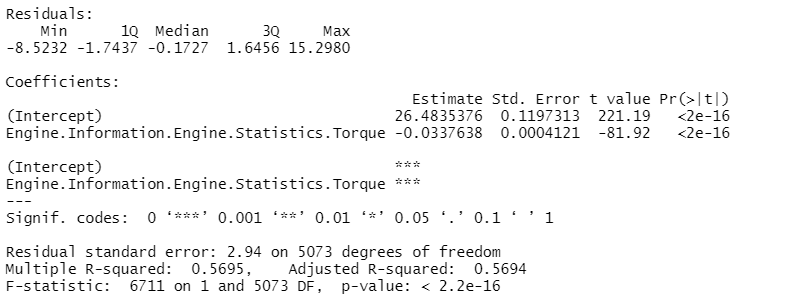 Residuals:
    Min      1Q  Median      3Q     Max
-8.5232 -1.7437 -0.1727  1.6456 15.2980
Coefficients:
                                          Estimate Std. Error t value Pr(>|t|)
(Intercept)                             26.4835376  0.1197313  221.19   <2e-16
Engine.Information.Engine.Statistics.Torque -0.0337638  0.0004121  -81.92   <2e-16
(Intercept)                                 ***
Engine.Information.Engine.Statistics.Torque ***
---
Signif. codes:  0 ‘***’ 0.001 ‘**’ 0.01 ‘*’ 0.05 ‘.’ 0.1 ‘ ’ 1
Residual standard error: 2.94 on 5073 degrees of freedom
Multiple R-squared:  0.5695,    Adjusted R-squared:  0.5694
F-statistic:  6711 on 1 and 5073 DF,  p-value: < 2.2e-16